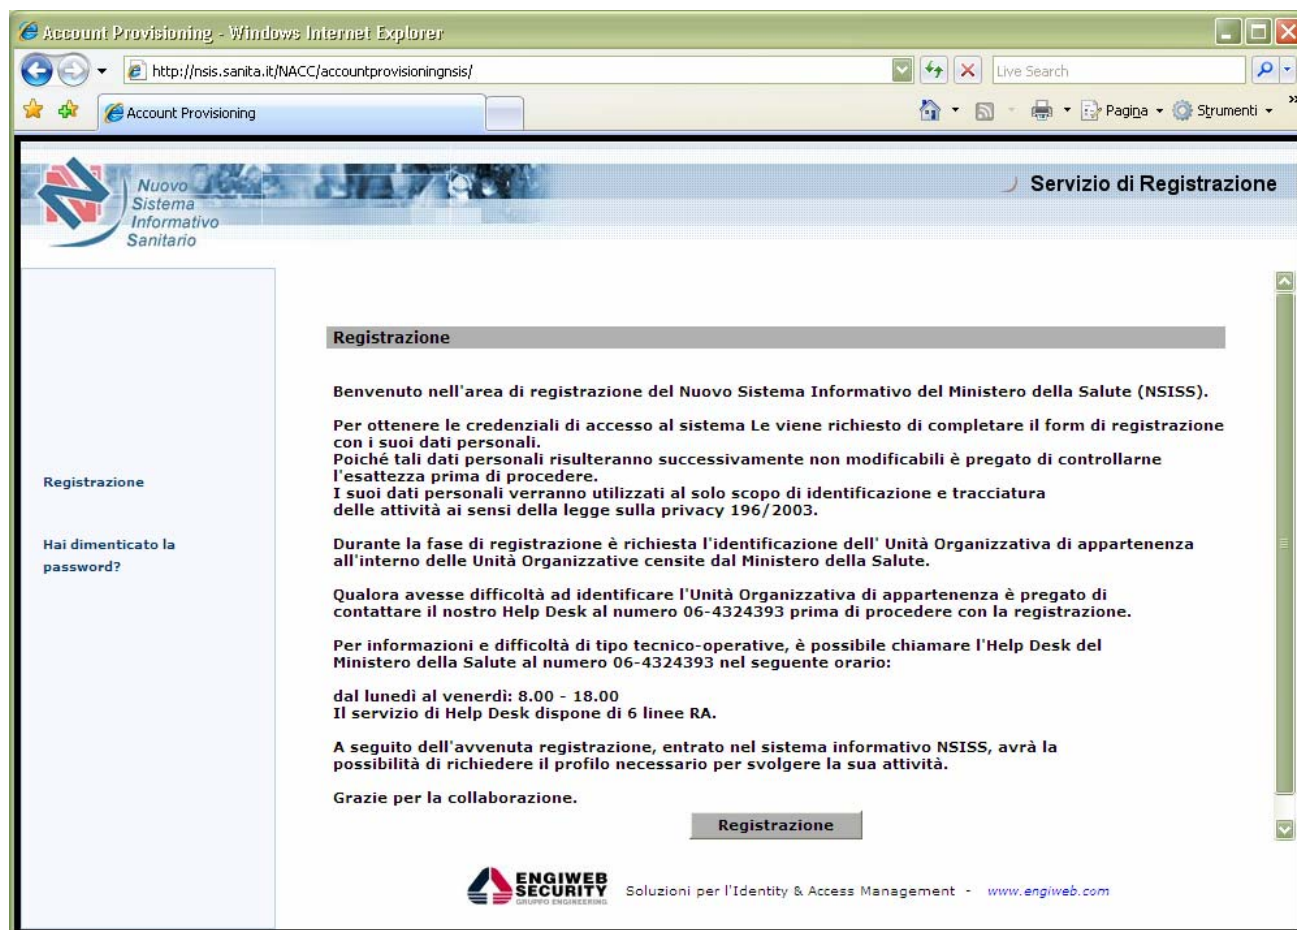 Account Provisioning - Windows Internet Explorer
http://nsis.sanita.it/NACC/accountprovisioningnsis/
Live Search
Account Provisioning
Pagina
Strumenti
»
Nuovo
Sistema
Informativo
Sanitario
Servizio di Registrazione
Registrazione
Hai dimenticato la
password?
Registrazione
Benvenuto nell'area di registrazione del Nuovo Sistema Informativo del Ministero della Salute (NSISS).
Per ottenere le credenziali di accesso al sistema Le viene richiesto di completare il form di registrazione
con i suoi dati personali.
Poiché tali dati personali risulteranno successivamente non modificabili è pregato di controllarne
l'esattezza prima di procedere.
I suoi dati personali verranno utilizzati al solo scopo di identificazione e tracciatura
delle attività ai sensi della legge sulla privacy 196/2003.
Durante la fase di registrazione è richiesta l'identificazione dell' Unità Organizzativa di appartenenza
all'interno delle Unità Organizzative censite dal Ministero della Salute.
Qualora avesse difficoltà ad identificare l'Unità Organizzativa di appartenenza è pregato di
contattare il nostro Help Desk al numero 06-4324393 prima di procedere con la registrazione.
Per informazioni e difficoltà di tipo tecnico-operative, è possibile chiamare l'Help Desk del
Ministero della Salute al numero 06-4324393 nel seguente orario:
dal lunedì al venerdì: 8.00 - 18.00
Il servizio di Help Desk dispone di 6 linee RA.
A seguito dell'avvenuta registrazione, entrato nel sistema informativo NSISS, avrà la
possibilità di richiedere il profilo necessario per svolgere la sua attività.
Grazie per la collaborazione.
Registrazione
ENGIWEB
SECURITY
GRUPPO ENGINEERING
Soluzioni per l'Identity & Access Management - www.engiweb.com